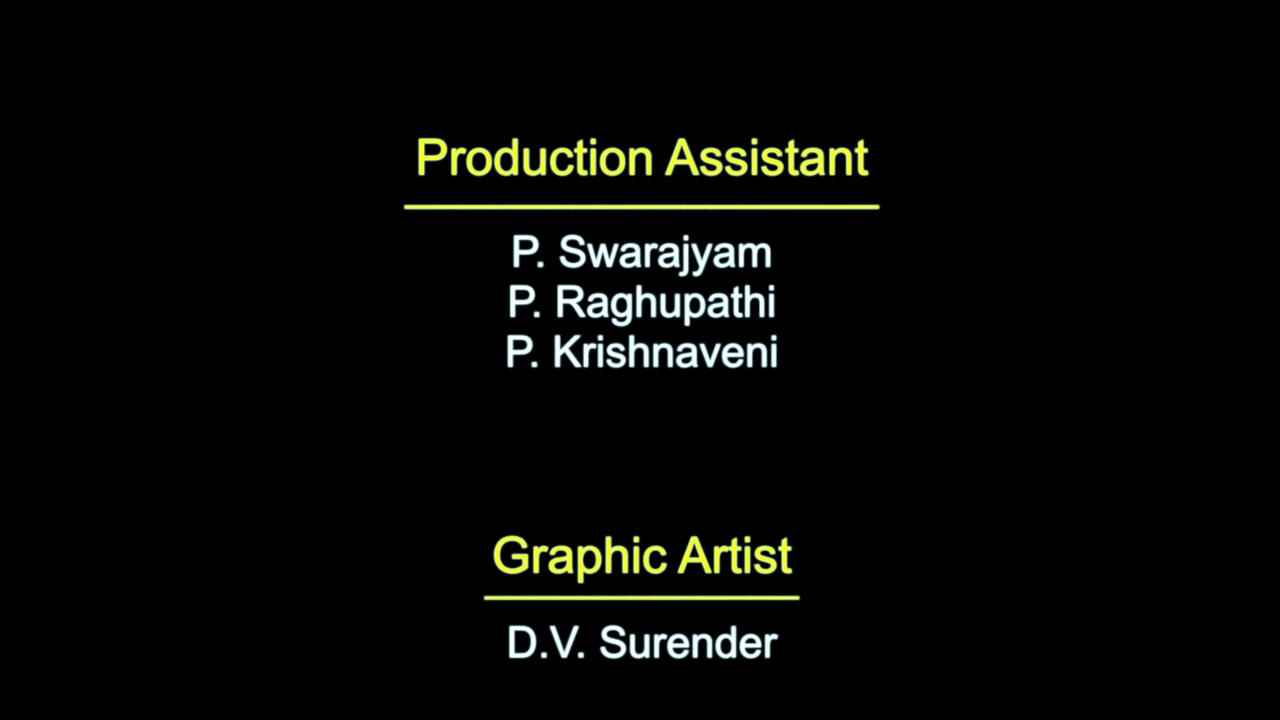 Production Assistant
P. Swarajyam
P. Raghupathi
P. Krishnaveni
Graphic Artist
D.V. Surender